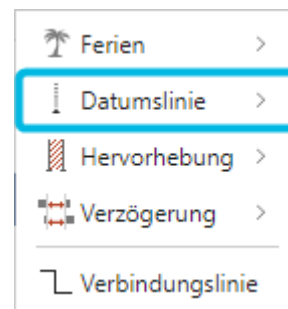 Ferien
Datumslinie
Hervorhebung
Verzögerung
Verbindungslinie